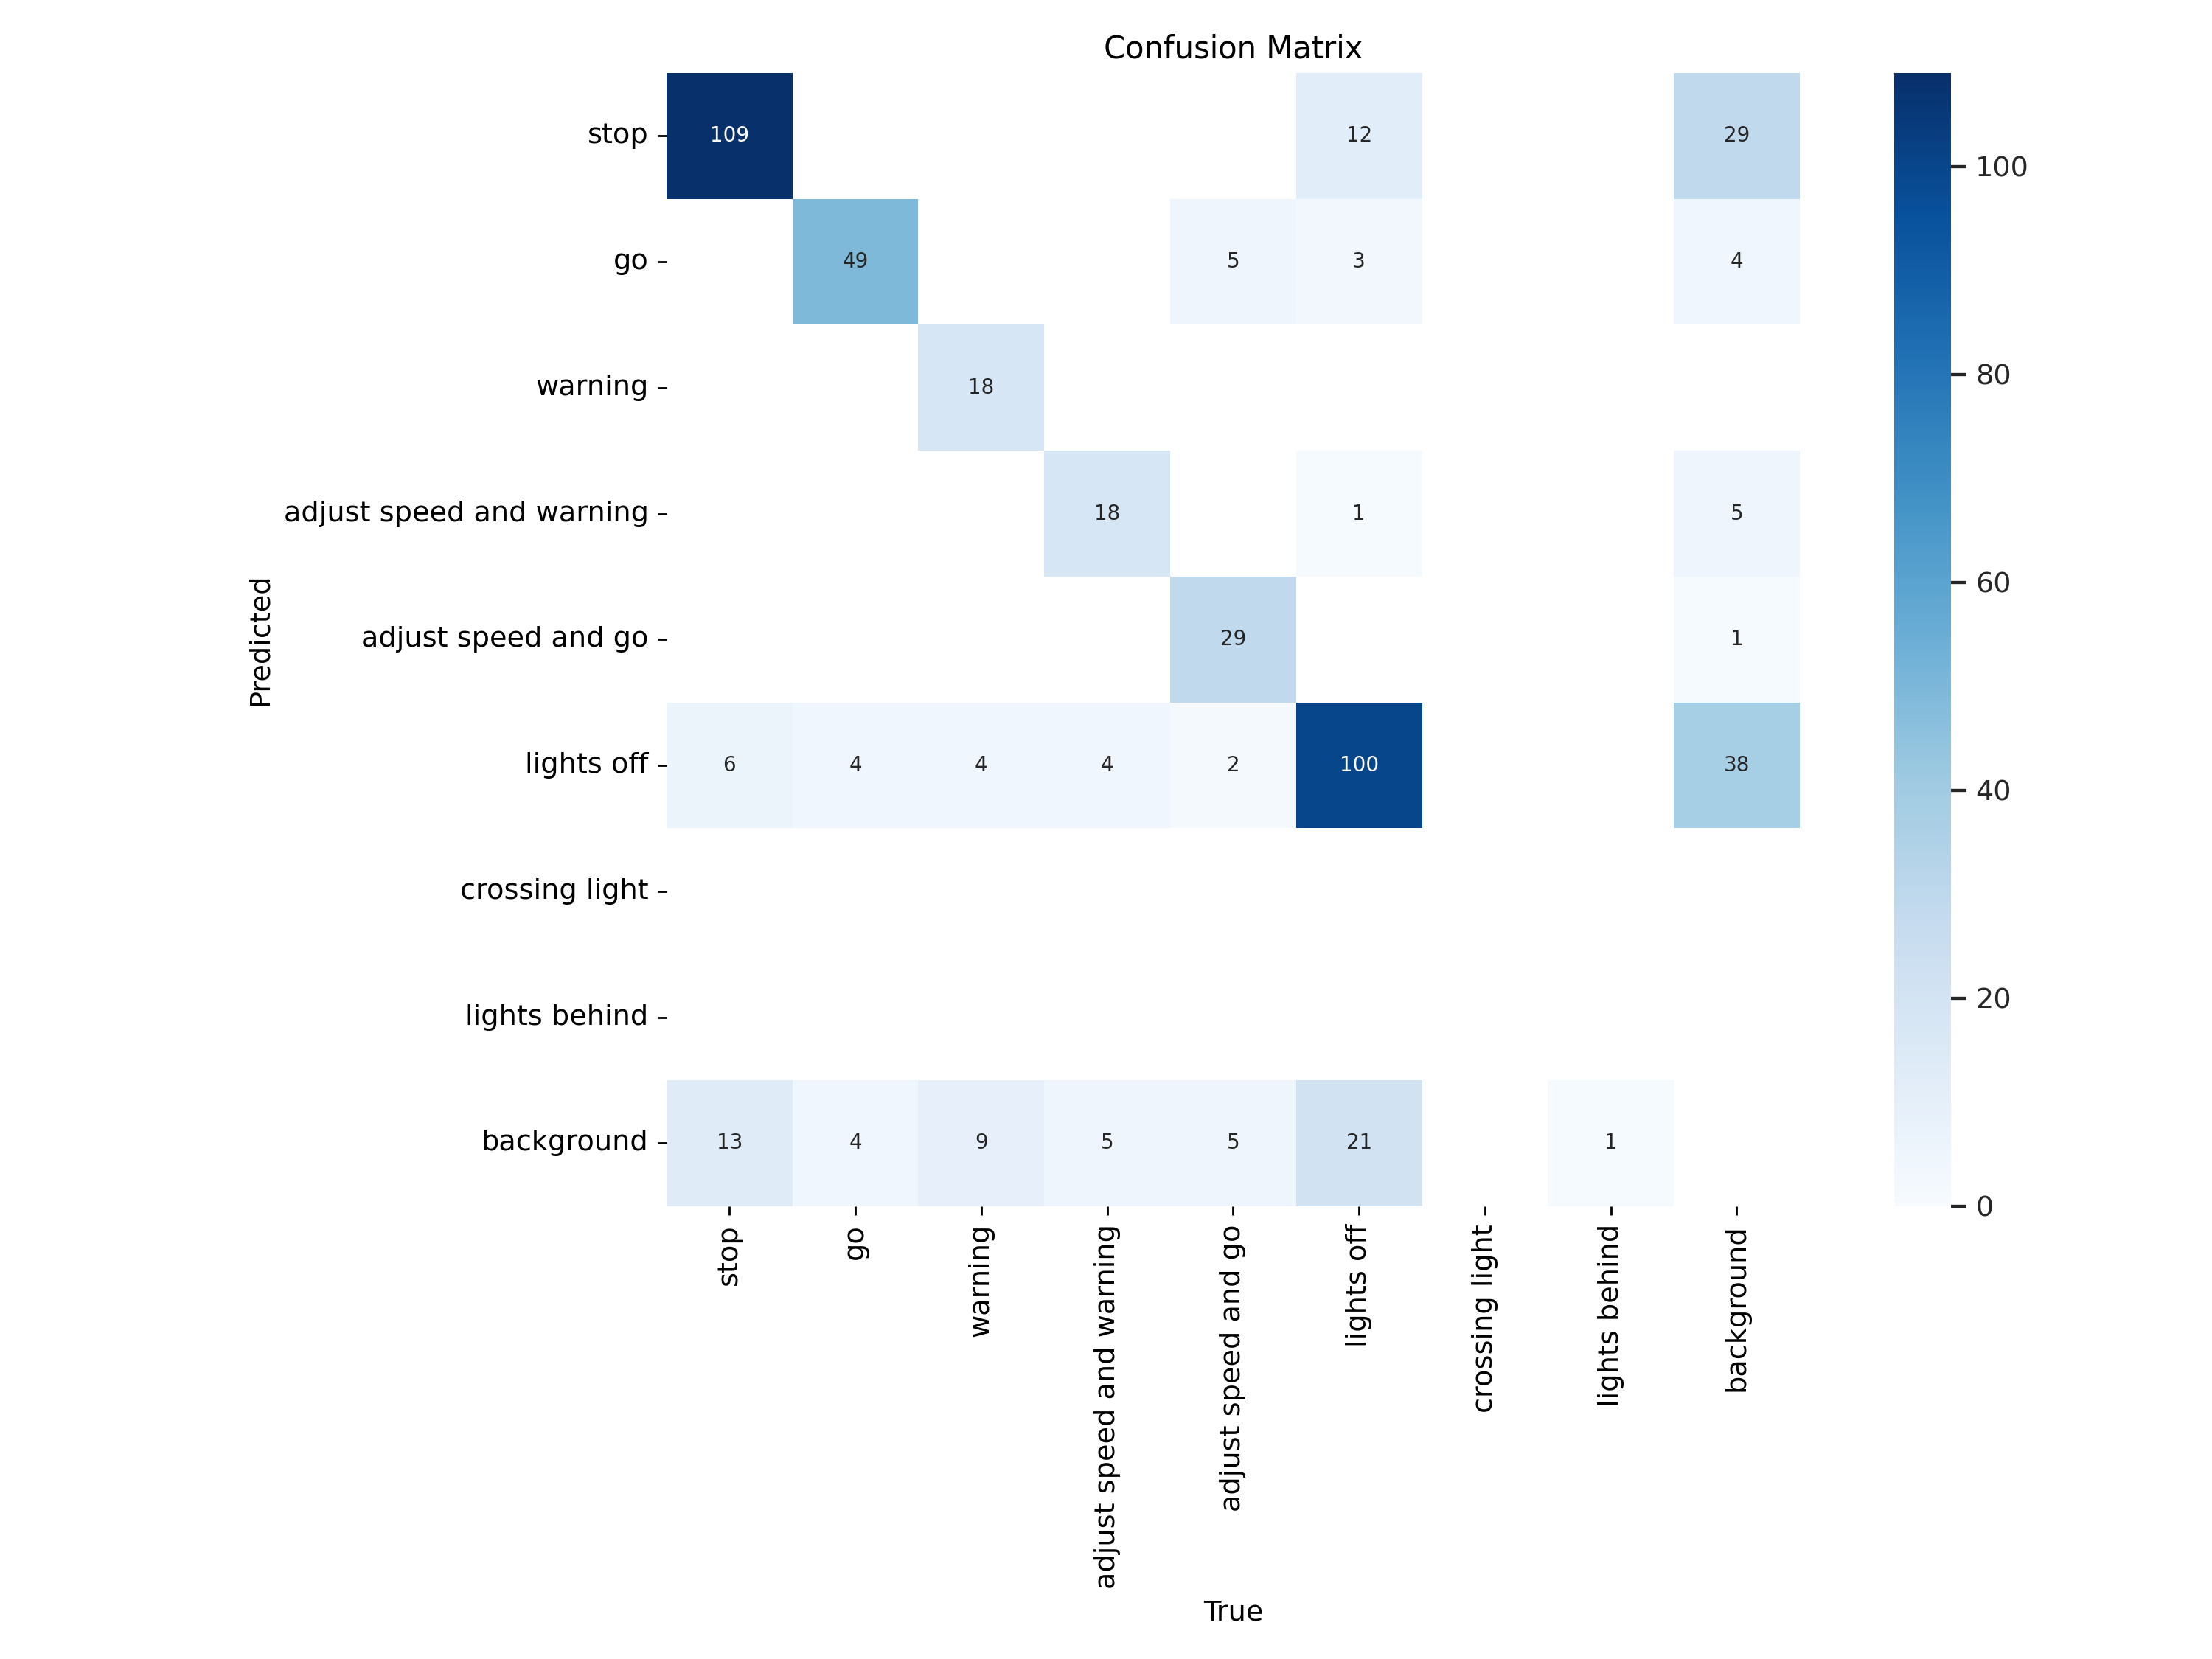 Confusion Matrix
stop 109 12 29
go 49 5 3 4
warning 18
adjust speed and warning 18 1 5
adjust speed and go 29 1
lights off 6 4 4 4 2 100 38
crossing light
lights behind
background 13 4 9 5 5 21 1
Predicted
stop
go
warning
adjust speed and warning
adjust speed and go
lights off
crossing light
lights behind
background
True
100
80
60
40
20
0